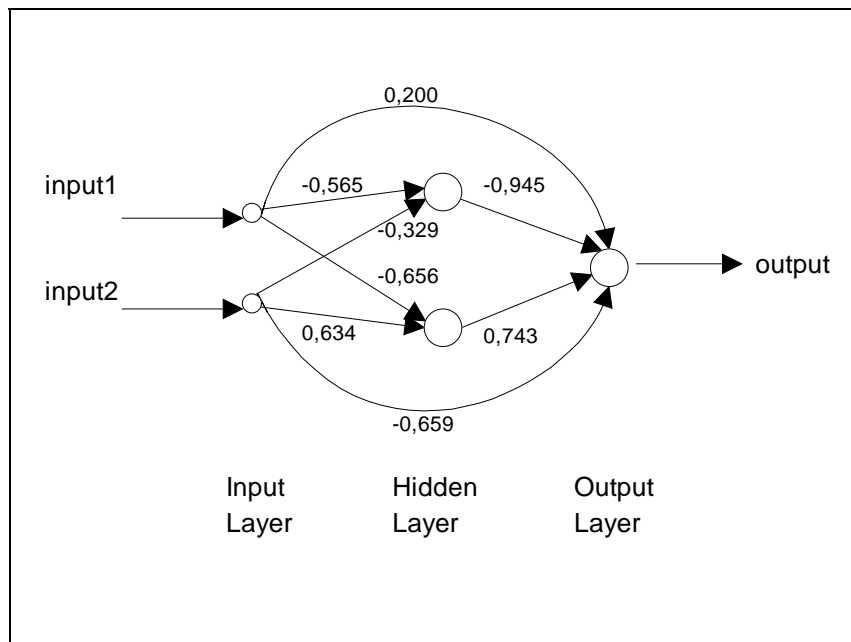 0,200
input1
-0,565
-0,945
-0,329
output
-0,656
input2
0,634
0,743
-0,659
Input
Layer
Hidden
Layer
Output
Layer